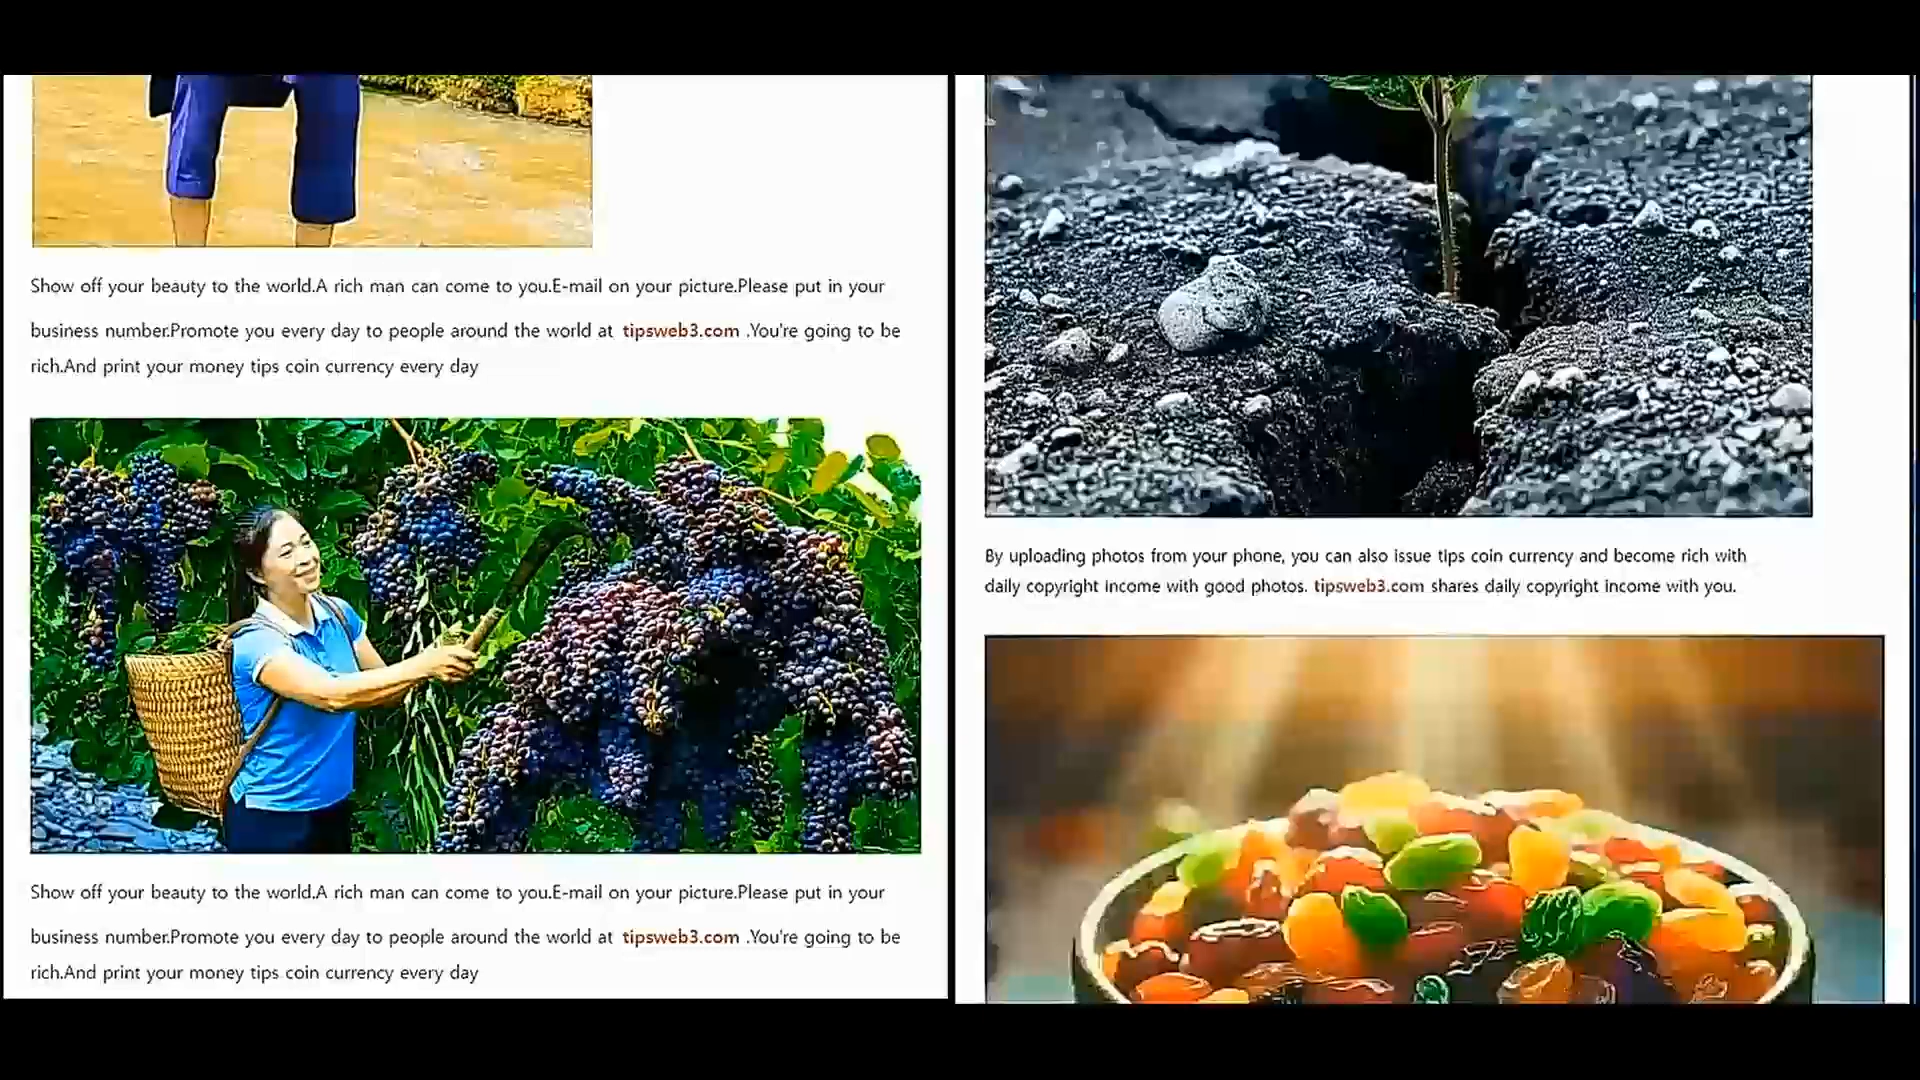 Show off your beauty to the world.A rich man can come to you.E-mail on your picture.Please put in your
business number.Promote you every day to people around the world at tipsweb3.com .You're going to be
rich.And print your money tips coin currency every day
Show off your beauty to the world.A rich man can come to you.E-mail on your picture.Please put in your
business number.Promote you every day to people around the world at tipsweb3.com .You're going to be
rich.And print your money tips coin currency every day
By uploading photos from your phone, you can also issue tips coin currency and become rich with
daily copyright income with good photos. tipsweb3.com shares daily copyright income with you.